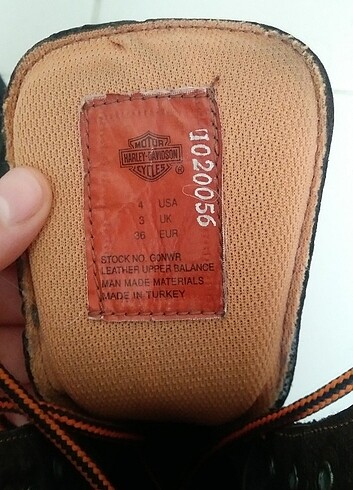 MOTOR
HARLEY-DAVIDSON
CYCLES
®
4 USA
3 UK
36 EUR
1020056
STOCK NO. G0NWR
LEATHER UPPER BALANCE
MAN MADE MATERIALS
MADE IN TURKEY